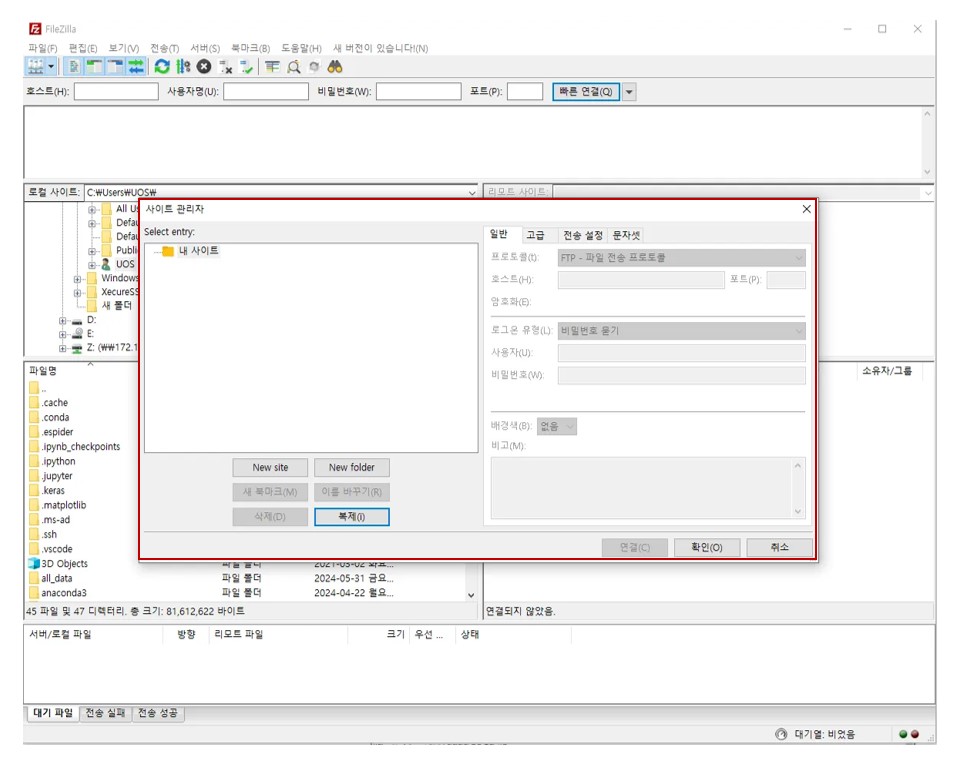 FileZilla
파일(F) 편집(E) 보기(V) 전송(T) 서버(S) 북마크(B) 도움말(H) 새 버전이 있습니다!(N)
호스트(H): 사용자명(U): 비밀번호(W): 포트(P): 빠른 연결(Q)
로컬 사이트: C:₩Users₩UOS₩
리모트 사이트:
All Us
Defau
Defau
Public
UOS
Windows
XecureSS
새 폴더
D:
E:
Z: (₩₩172.1
사이트 관리자
Select entry:
내 사이트
New site New folder
새 북마크(M) 이름 바꾸기(R)
삭제(D) 복제(I)
일반 고급 전송 설정 문자셋
프로토콜(t): FTP - 파일 전송 프로토콜
호스트(H): 포트(P):
암호화(E):
로그온 유형(L): 비밀번호 묻기
사용자(U):
비밀번호(W):
배경색(B): 없음
비고(M):
연결(C) 확인(O) 취소
파일명
소유자/그룹
..
.cache
.conda
.espider
.ipynb_checkpoints
.ipython
.jupyter
.keras
.matplotlib
.ms-ad
.ssh
.vscode
3D Objects 파일 폴더 2021-03-02 화요...
all_data 파일 폴더 2024-05-31 금요...
anaconda3 파일 폴더 2024-04-22 월요...
45 파일 및 47 디렉터리. 총 크기: 81,612,622 바이트
연결되지 않았음.
서버/로컬 파일 방향 리모트 파일 크기 우선 ... 상태
대기 파일 전송 실패 전송 성공
대기열: 비었음